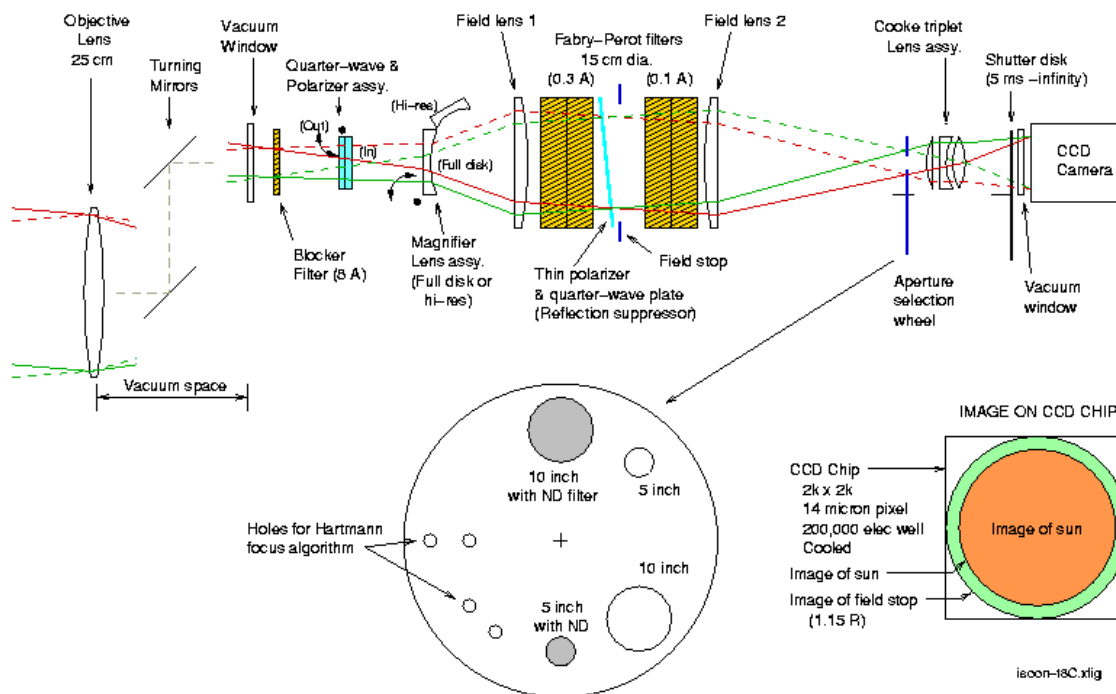 Objective
Lens
25 cm
Turning
Mirrors
Vacuum
Window
Quarter-wave &
Polarizer assy.
Field lens 1
Fabry-Perot filters
15 cm dia.
(0.3 A)
(0.1 A)
Field lens 2
Cooke triplet
Lens assy.
Shutter disk
(5 ms -infinity)
(Hi-res)
(Out)
(In)
(Full disk)
CCD
Camera
Blocker
Filter (8 A)
Magnifier
Lens assy.
(Full disk or
hi-res)
Field stop
Thin polarizer
& quarter-wave plate
(Reflection suppressor)
Aperture
selection
wheel
Vacuum
window
Vacuum space
10 inch
with ND filter
5 inch
Holes for Hartmann
focus algorithm
10 inch
5 inch
with ND
IMAGE ON CCD CHIP
CCD Chip
2k x 2k
14 micron pixel
200,000 elec well
Cooled
Image of sun
Image of sun
Image of field stop
(1.15 R)